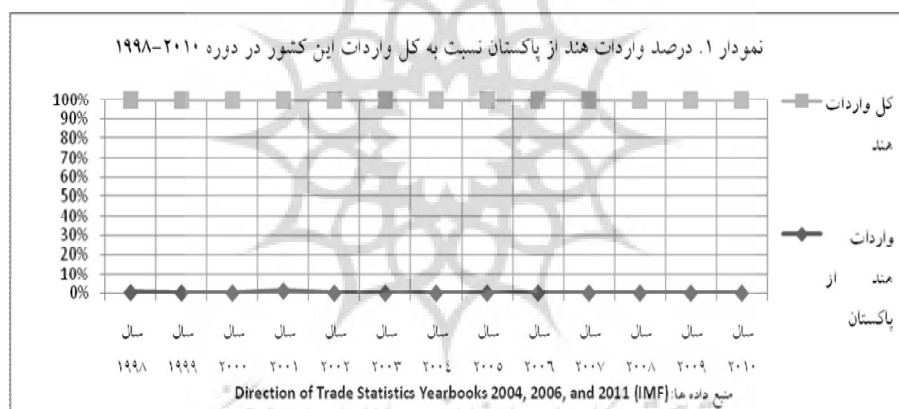 نمودار ۱. درصد واردات هند از پاکستان نسبت به کل واردات این کشور در دوره ۲۰۱۰-۱۹۹۸
100%
90%
80%
70%
60%
50%
40%
30%
20%
10%
0%
کل واردات
هند
واردات
هند از
پاکستان
سال سال سال سال سال سال سال سال سال سال سال سال سال
۱۹۹۸ ۱۹۹۹ ۲۰۰۰ ۲۰۰۱ ۲۰۰۲ ۲۰۰۳ ۲۰۰٤ ۲۰۰٥ ۲۰۰٦ ۲۰۰۷ ۲۰۰۸ ۲۰۰۹ ۲۰۱۰
منبع داده ها: Direction of Trade Statistics Yearbooks 2004, 2006, and 2011 (IMF)